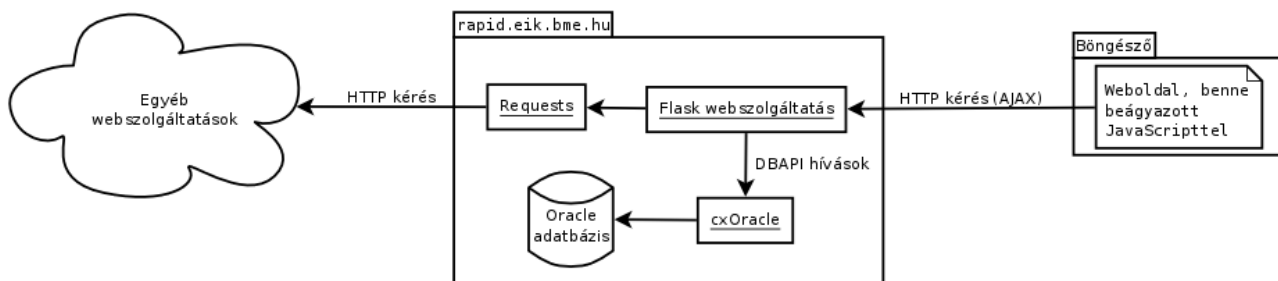 rapid.eik.bme.hu
Böngésző
Egyéb
webszolgáltatások
HTTP kérés
Requests
Flask webszolgáltatás
HTTP kérés (AJAX)
Weboldal, benne
beágyazott
JavaScripttel
DBAPI hívások
Oracle
adatbázis
cxOracle